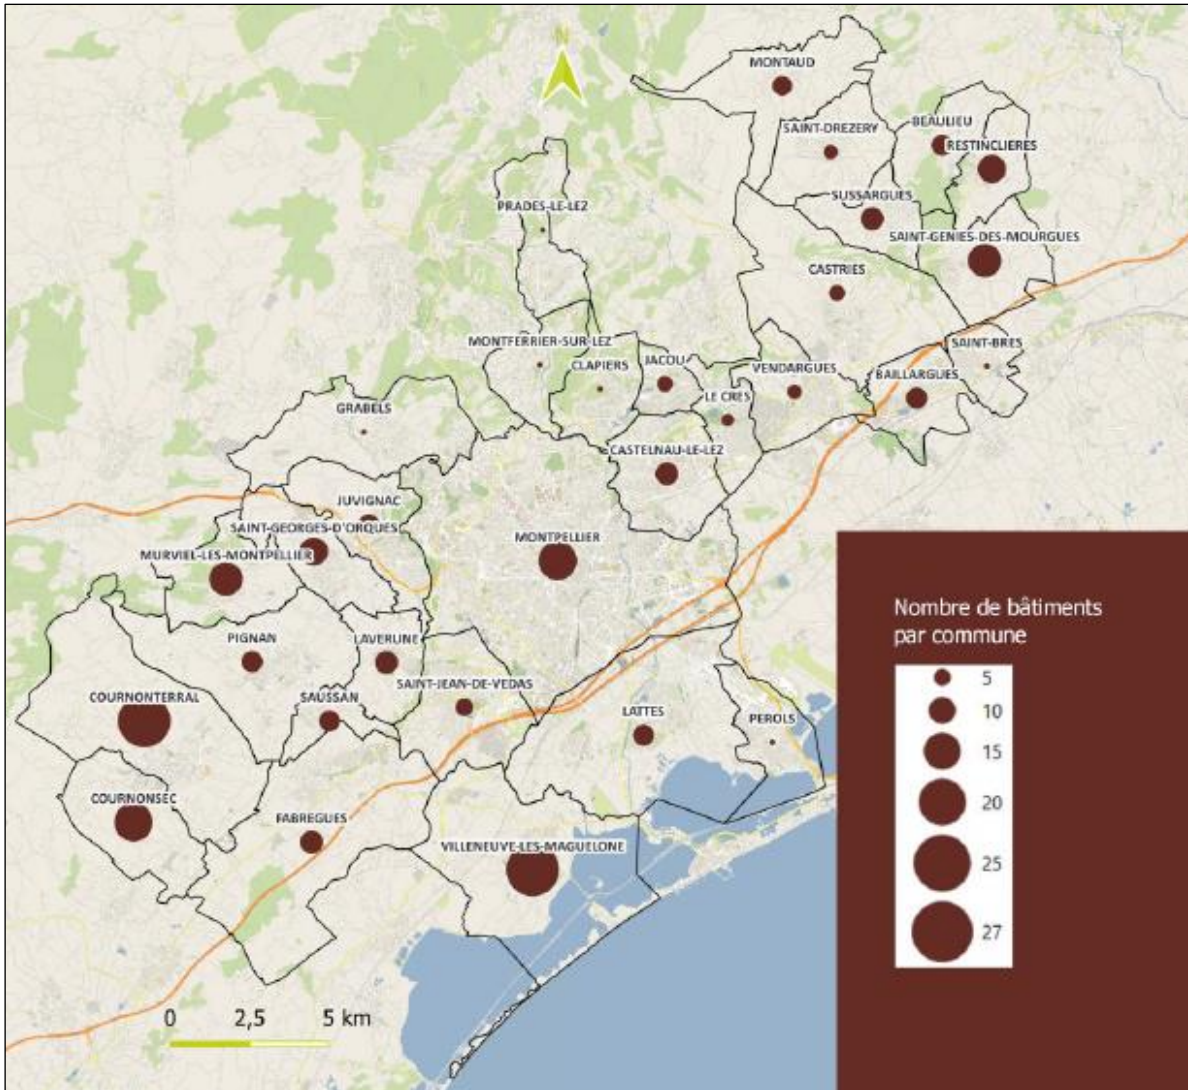 N
MONTAUD
SAINT-DREZERY
BEAULIEU
RESTINCLIERES
PRADES-LE-LEZ
SUSSARGUES
SAINT-GENIES-DES-MOURGUES
CASTRIES
MONTFERRIER-SUR-LEZ
CLAPIERS
JACOU
VENDARGUES
SAINT-BRES
BAILLARGUES
LE CRES
GRABELS
CASTELNAU-LE-LEZ
JUVIGNAC
SAINT-GEORGES-D'ORQUES
MURVIEL-LES-MONTPELLIER
MONTPELLIER
PIGNAN
LAVERUNE
SAINT-JEAN-DE-VEDAS
COURNONTERRAL
SAUSSAN
LATTES
PEROLS
COURNONSEC
FABREGUES
VILLENEUVE-LES-MAGUELONE
Nombre de bâtiments
par commune
5
10
15
20
25
27
0 2,5 5 km